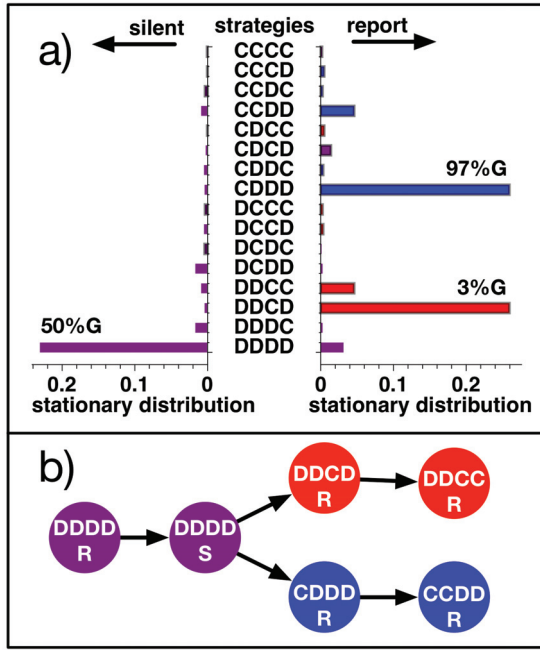 a)
silent strategies report
CCCC
CCCD
CCDC
CCDD
CDCC
CDCD
CDDC
97%G
CDDD
DCCC
DCCD
DCDC
DCDD
DDCC
3%G
DDCD
50%G
DDDC
DDDD
0.2 0.1 0 0 0.1 0.2
stationary distribution stationary distribution
b)
DDCD
R
DDCC
R
DDDD
R
DDDD
S
CDDD
R
CCDD
R